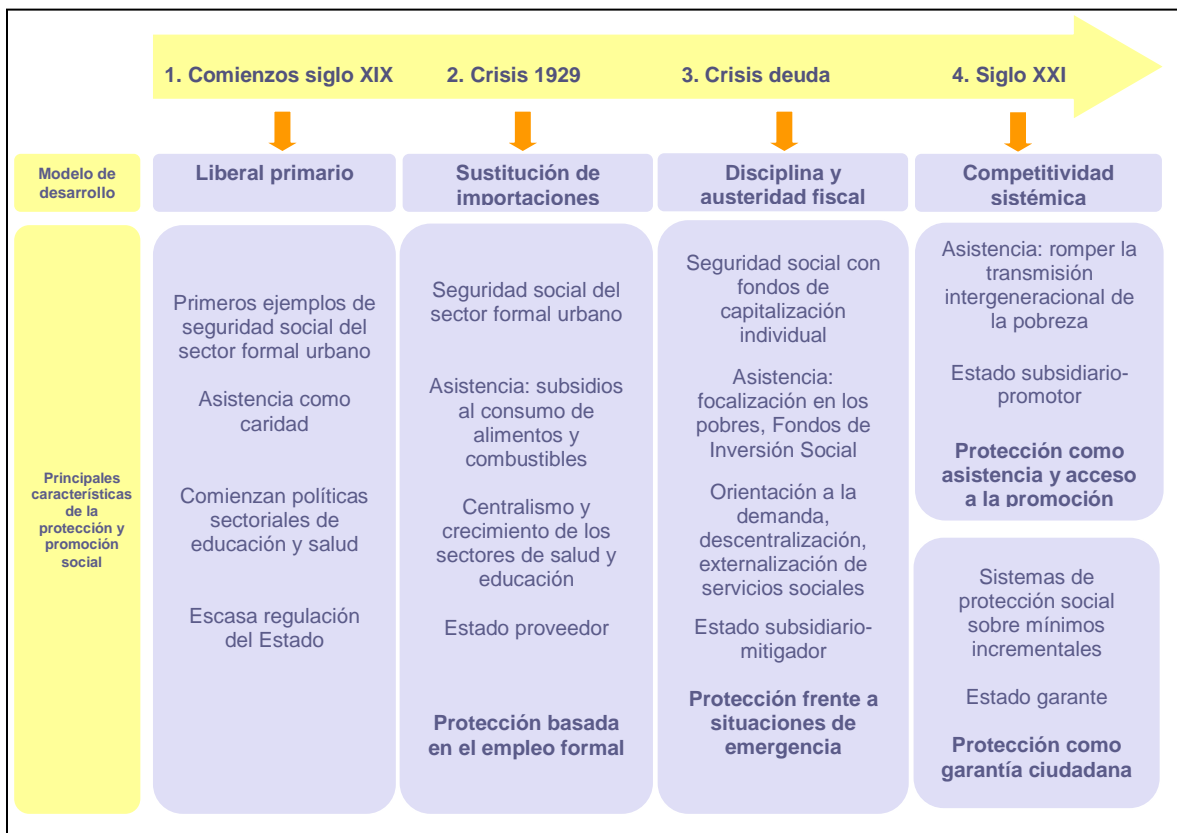 1. Comienzos siglo XIX
2. Crisis 1929
3. Crisis deuda
4. Siglo XXI
Modelo de
desarrollo
Liberal primario
Sustitución de
importaciones
Disciplina y
austeridad fiscal
Competitividad
sistémica
Principales
características
de la
protección y
promoción
social
Primeros ejemplos de
seguridad social del
sector formal urbano
Asistencia como
caridad
Comienzan políticas
sectoriales de
educación y salud
Escasa regulación
del Estado
Seguridad social del
sector formal urbano
Asistencia: subsidios
al consumo de
alimentos y
combustibles
Centralismo y
crecimiento de los
sectores de salud y
educación
Estado proveedor
Protección basada
en el empleo formal
Seguridad social con
fondos de
capitalización
individual
Asistencia:
focalización en los
pobres, Fondos de
Inversión Social
Orientación a la
demanda,
descentralización,
externalización de
servicios sociales
Estado subsidiario-
mitigador
Protección frente a
situaciones de
emergencia
Asistencia: romper la
transmisión
intergeneracional de
la pobreza
Estado subsidiario-
promotor
Protección como
asistencia y acceso
a la promoción
Sistemas de
protección social
sobre mínimos
incrementales
Estado garante
Protección como
garantía ciudadana